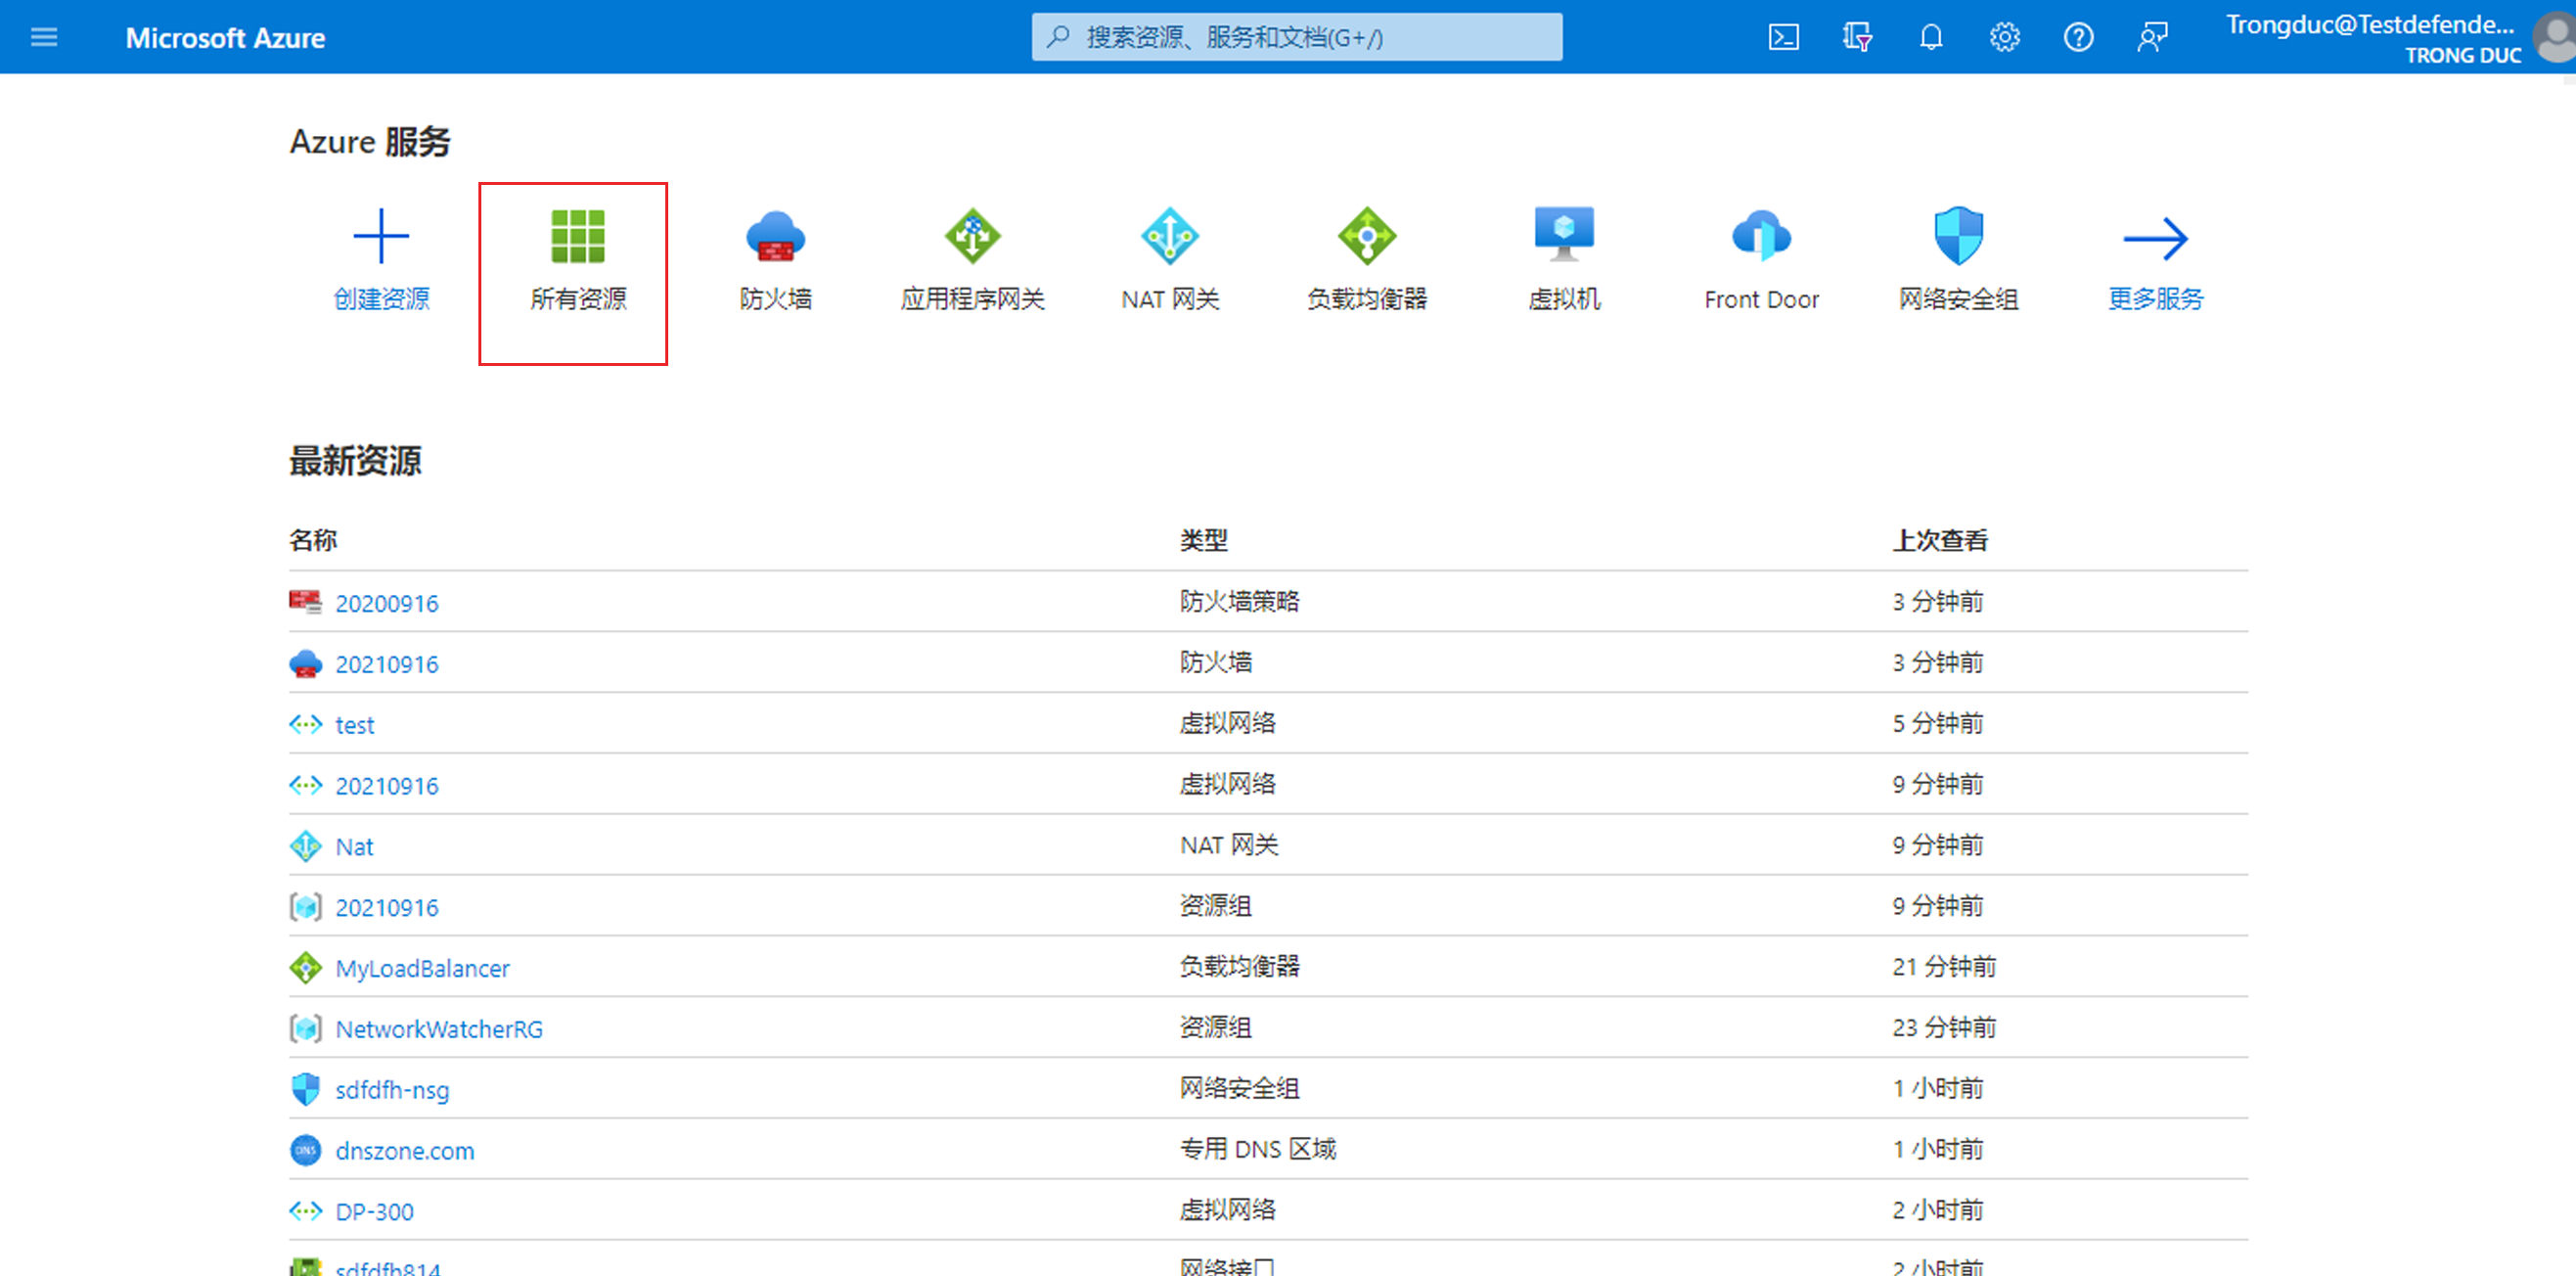 Microsoft Azure
搜索资源、服务和文档(G+/)
Trongduc@Testdefende...
TRONG DUC
Azure 服务
创建资源
所有资源
防火墙
应用程序网关
NAT 网关
负载均衡器
虚拟机
Front Door
网络安全组
更多服务
最新资源
名称 类型 上次查看
20200916 防火墙策略 3 分钟前
20210916 防火墙 3 分钟前
test 虚拟网络 5 分钟前
20210916 虚拟网络 9 分钟前
Nat NAT 网关 9 分钟前
20210916 资源组 9 分钟前
MyLoadBalancer 负载均衡器 21 分钟前
NetworkWatcherRG 资源组 23 分钟前
sdfdfh-nsg 网络安全组 1 小时前
DNS dnszone.com 专用 DNS 区域 1 小时前
DP-300 虚拟网络 2 小时前
sdfdfh814 网络接口 2 小时前